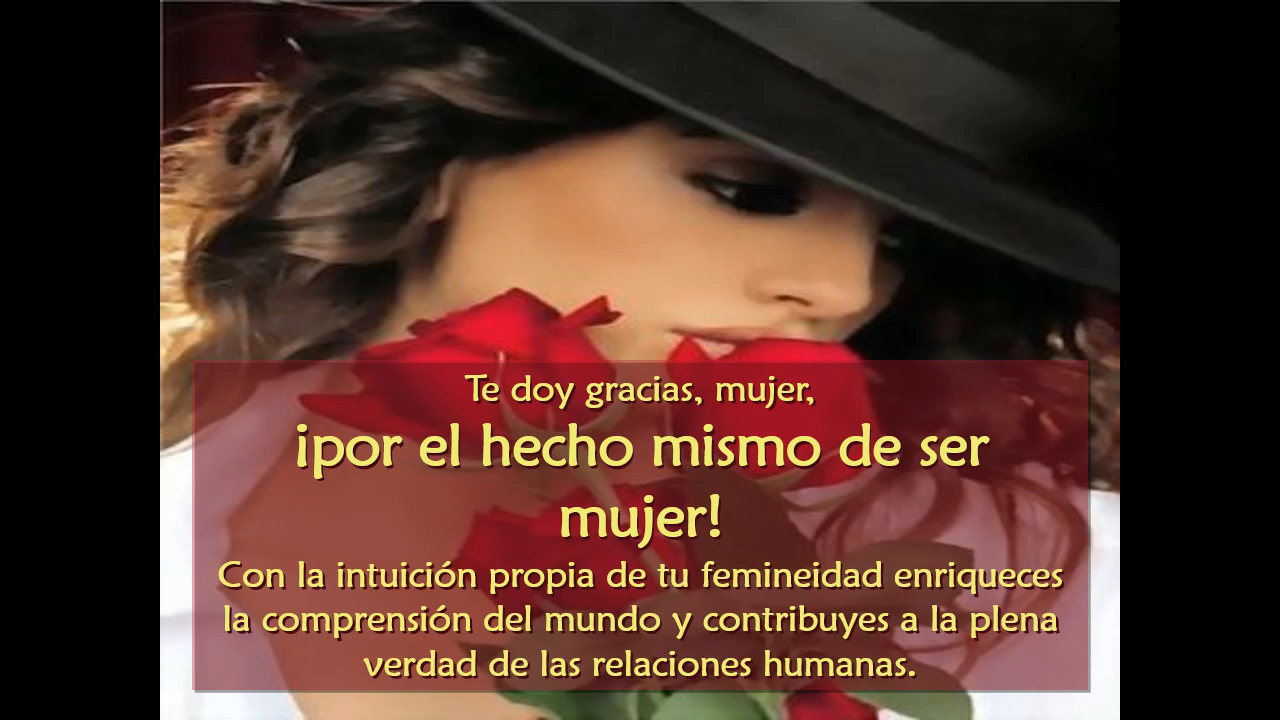 Te doy gracias, mujer,
¡por el hecho mismo de ser
mujer!
Con la intuición propia de tu femineidad enriqueces
la comprensión del mundo y contribuyes a la plena
verdad de las relaciones humanas.